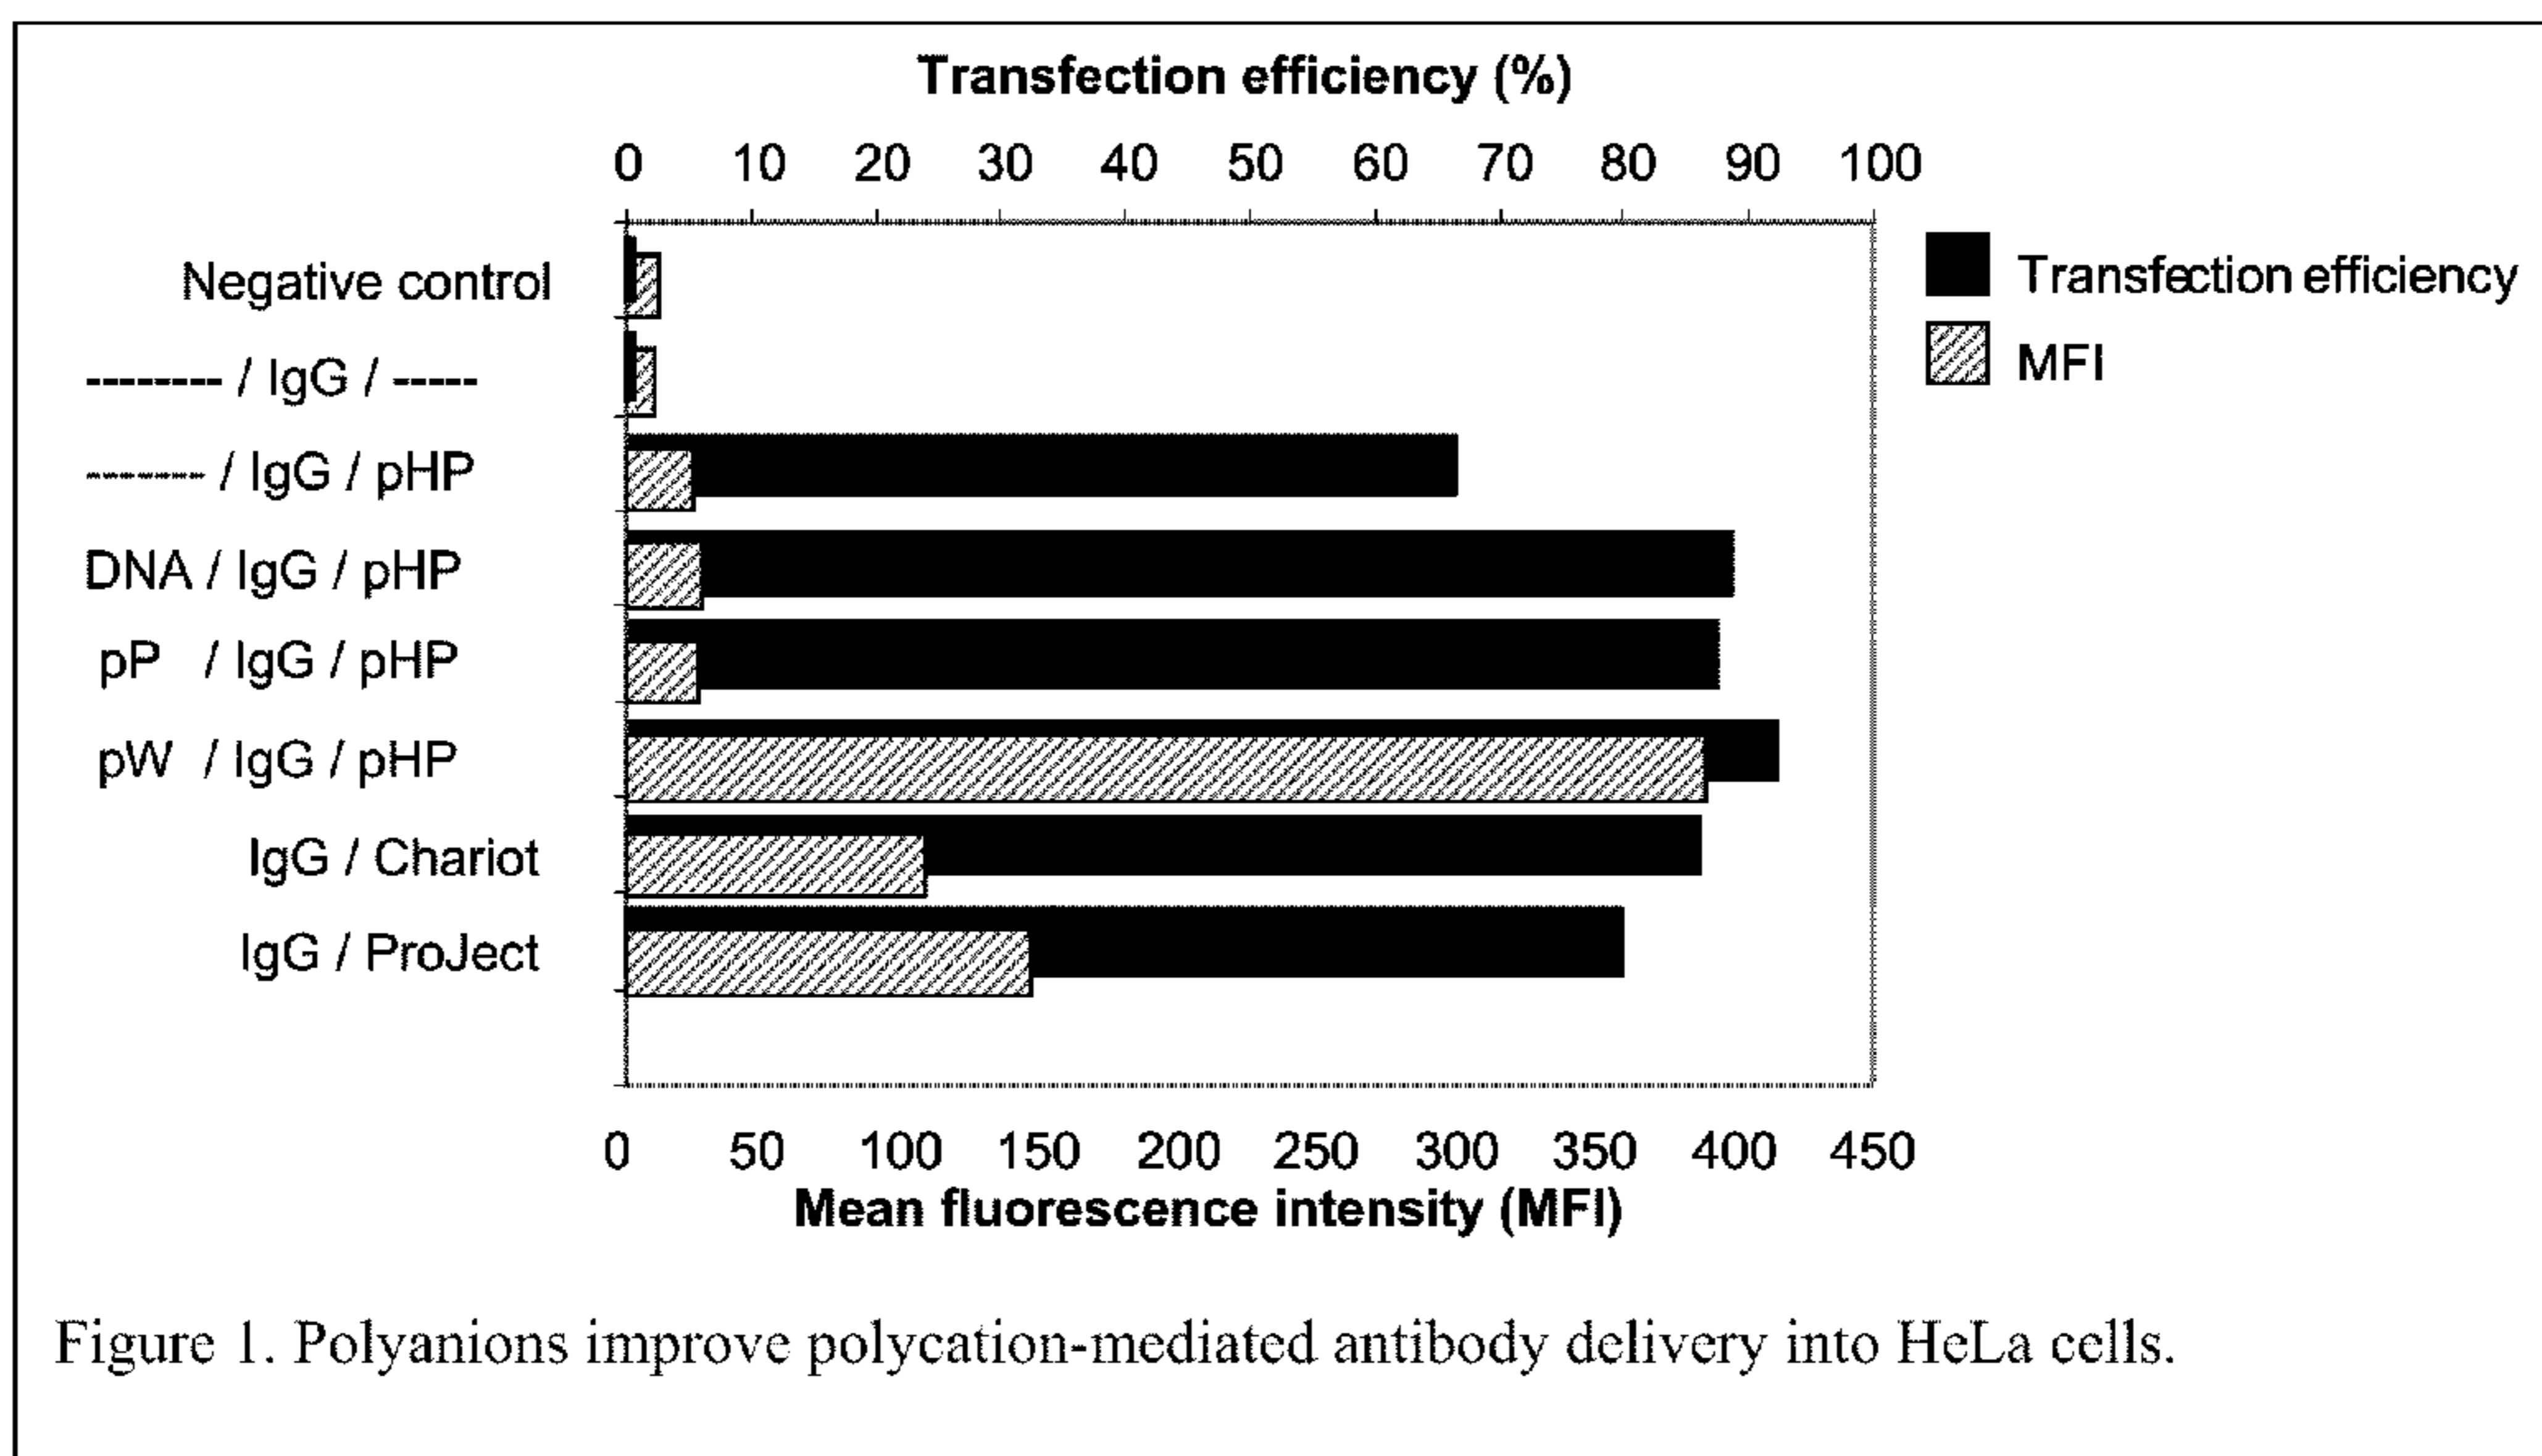 Transfection efficiency (%)
0 10 20 30 40 50 60 70 80 90 100
Negative control
-------- / IgG / -----
------- / IgG / pHP
DNA / IgG / pHP
pP / IgG / pHP
pW / IgG / pHP
IgG / Chariot
IgG / ProJect
Transfection efficiency
MFI
0 50 100 150 200 250 300 350 400 450
Mean fluorescence intensity (MFI)
Figure 1. Polyanions improve polycation-mediated antibody delivery into HeLa cells.